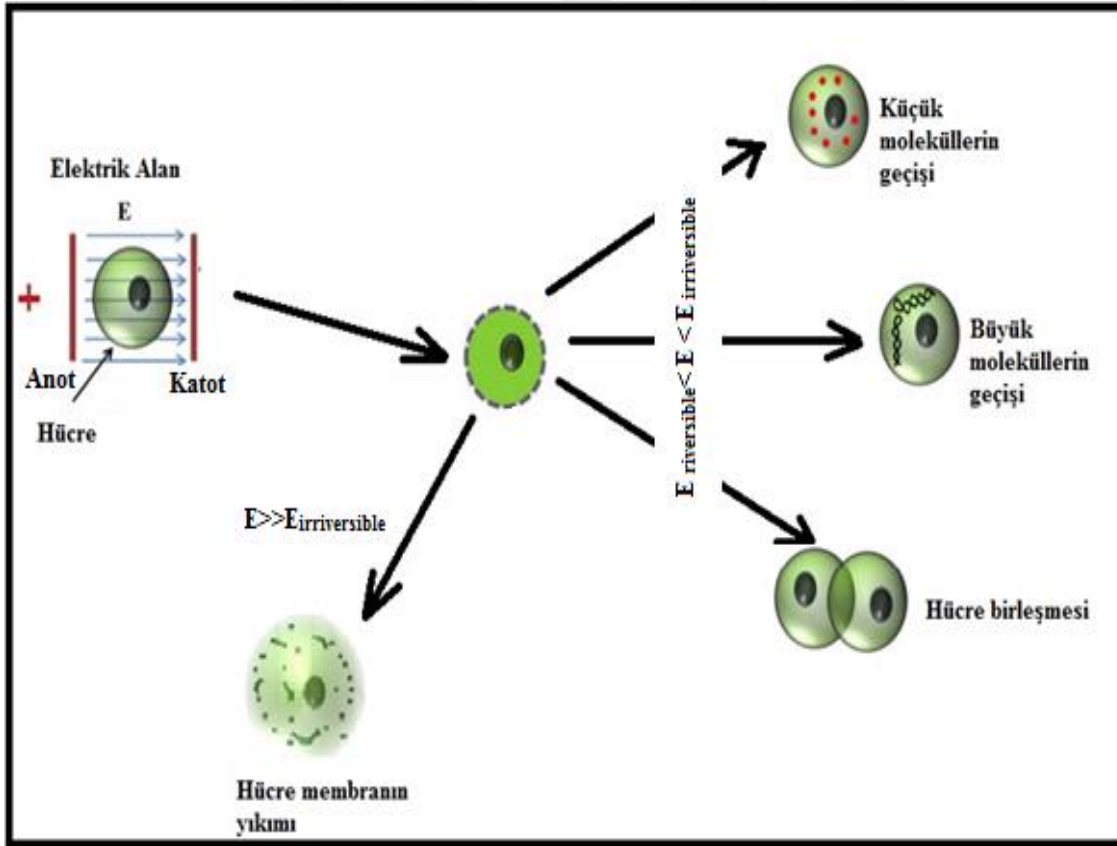 Elektrik Alan
E
+
Anot
Katot
Hücre
E>>Eirriversible
Hücre membranın
yıkımı
E riversible< E < E irriversible
Küçük
moleküllerin
geçişi
Büyük
moleküllerin
geçişi
Hücre birleşmesi